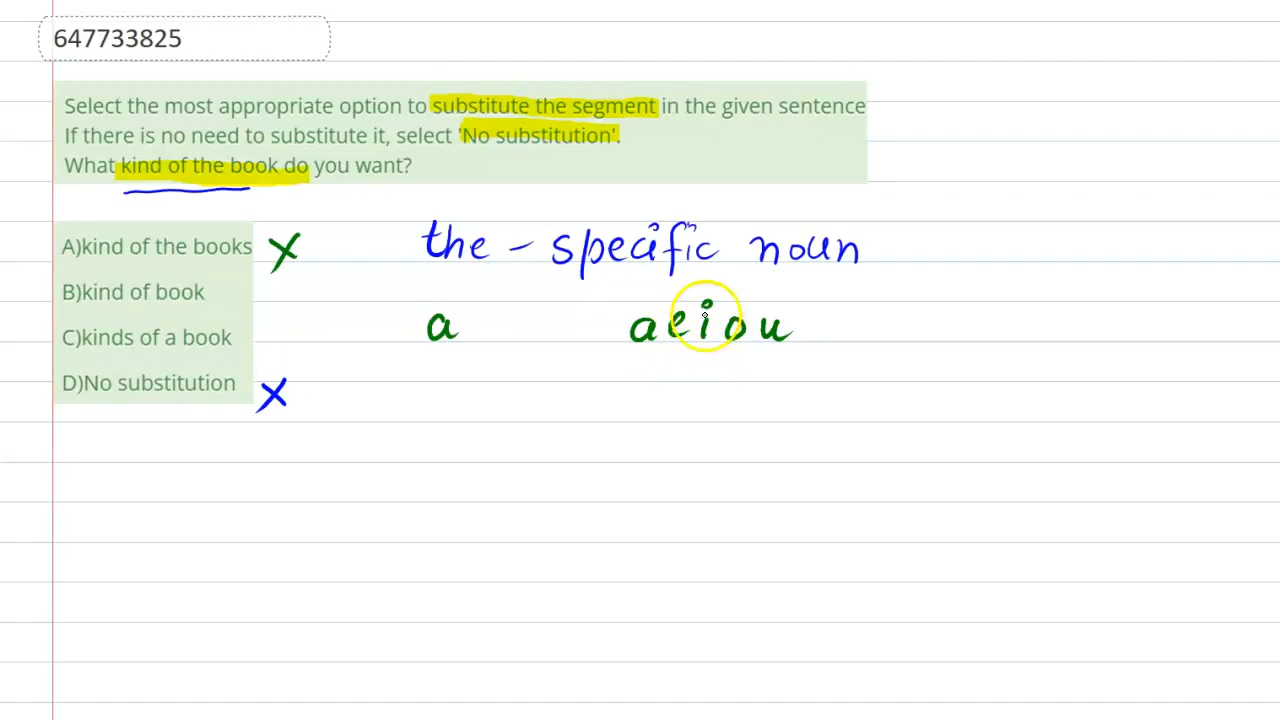 647733825
Select the most appropriate option to substitute the segment in the given sentence
If there is no need to substitute it, select 'No substitution'.
What kind of the book do you want?
A)kind of the books X
B)kind of book
C)kinds of a book
D)No substitution X
the - specific noun
a a e i o u